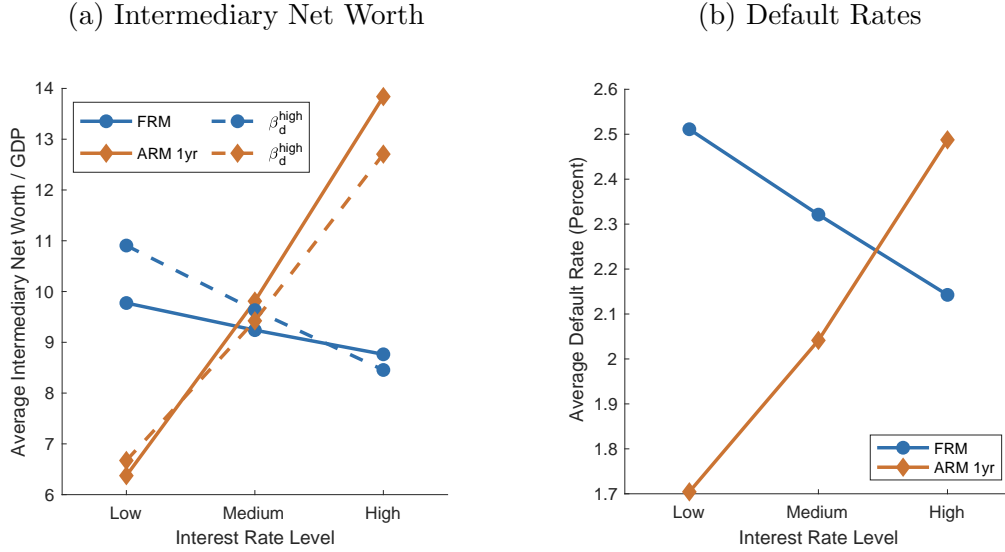 (a) Intermediary Net Worth
14
13
12
11
10
9
8
7
6
Average Intermediary Net Worth / GDP
FRM
β_d^high
ARM 1yr
β_d^high
Low
Medium
High
Interest Rate Level
(b) Default Rates
2.6
2.5
2.4
2.3
2.2
2.1
2
1.9
1.8
1.7
Average Default Rate (Percent)
FRM
ARM 1yr
Low
Medium
High
Interest Rate Level